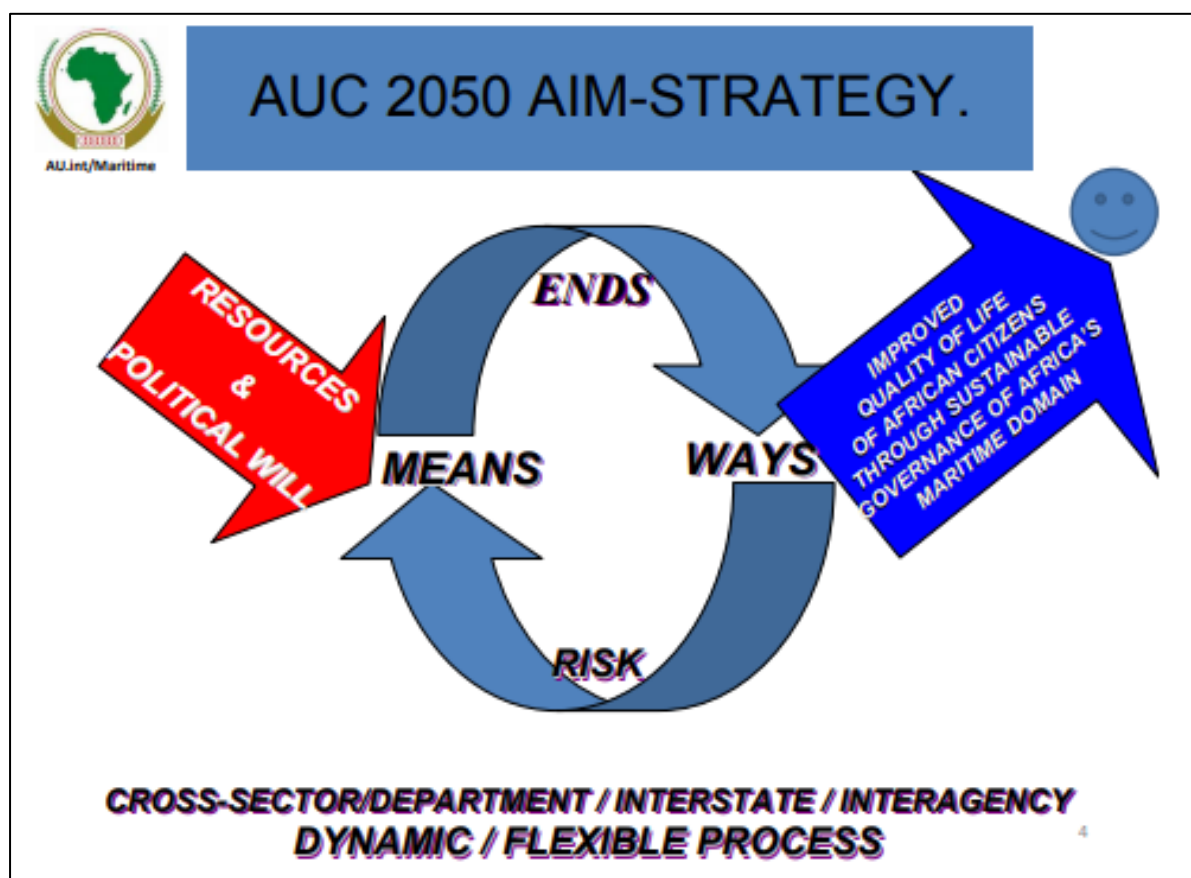 AUC 2050 AIM-STRATEGY.
AU.int/Maritime
RESOURCES
&
POLITICAL WILL
ENDS
MEANS
WAYS
RISK
IMPROVED
QUALITY OF LIFE
OF AFRICAN CITIZENS
THROUGH SUSTAINABLE
GOVERNANCE OF AFRICA'S
MARITIME DOMAIN
CROSS-SECTOR/DEPARTMENT / INTERSTATE / INTERAGENCY
DYNAMIC / FLEXIBLE PROCESS
4